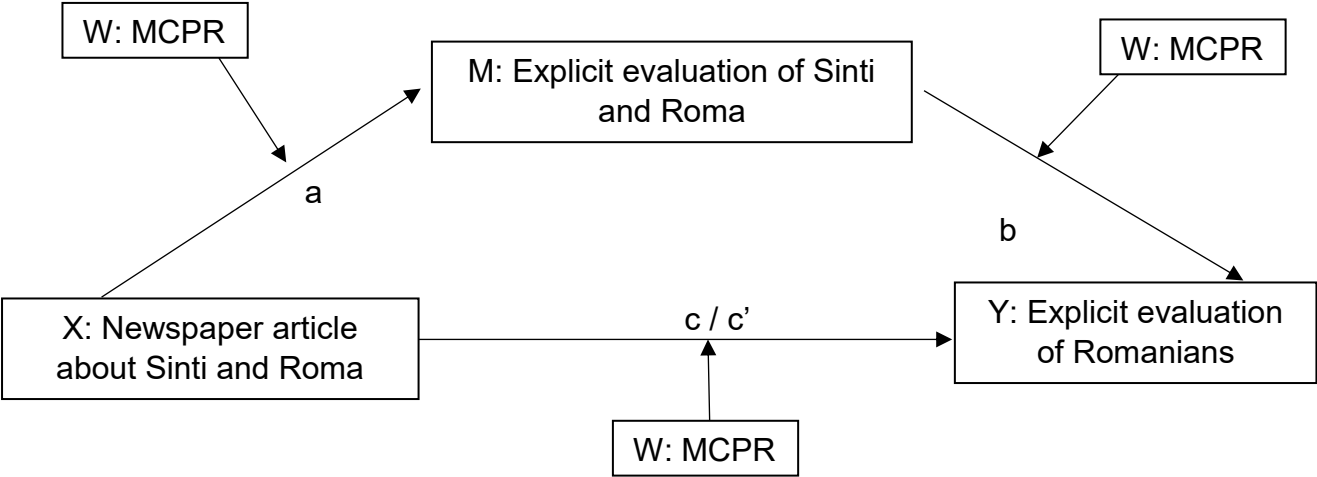 W: MCPR
W: MCPR
M: Explicit evaluation of Sinti
and Roma
a
b
X: Newspaper article
about Sinti and Roma
c / c’
Y: Explicit evaluation
of Romanians
W: MCPR